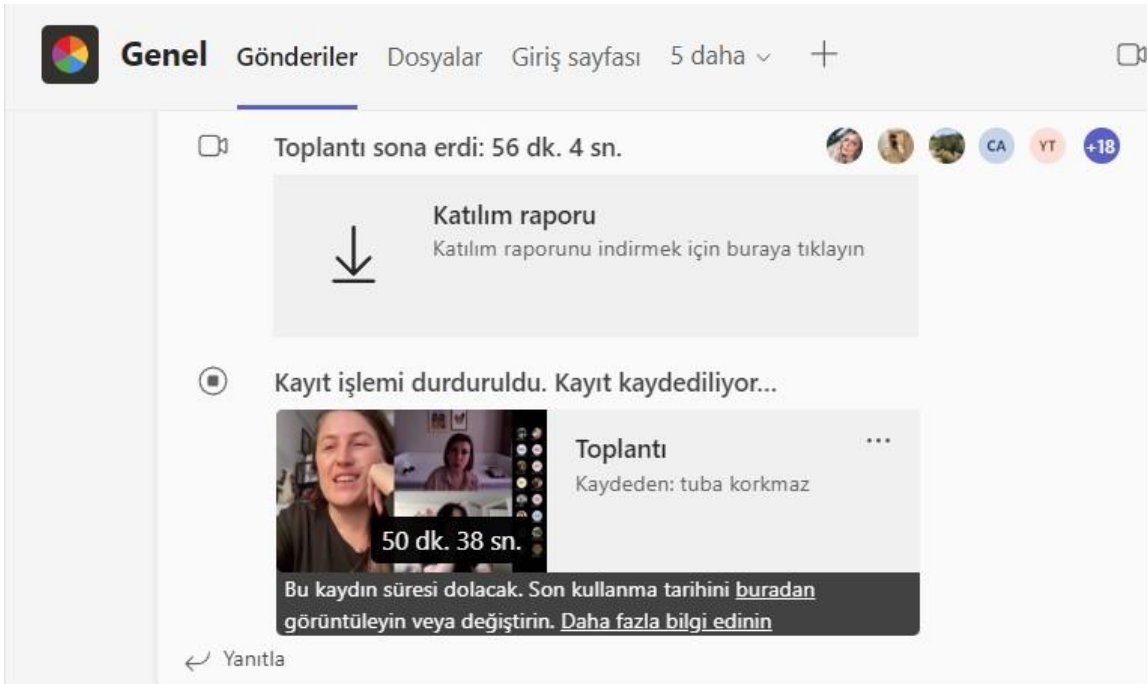 Genel Gönderiler Dosyalar Giriş sayfası 5 daha
Toplantı sona erdi: 56 dk. 4 sn. CA YT +18
Katılım raporu
Katılım raporunu indirmek için buraya tıklayın
Kayıt işlemi durduruldu. Kayıt kaydediliyor...
Toplantı
Kaydeden: tuba korkmaz
50 dk. 38 sn.
Bu kaydın süresi dolacak. Son kullanma tarihini buradan
görüntüleyin veya değiştirin. Daha fazla bilgi edinin
Yanıtla